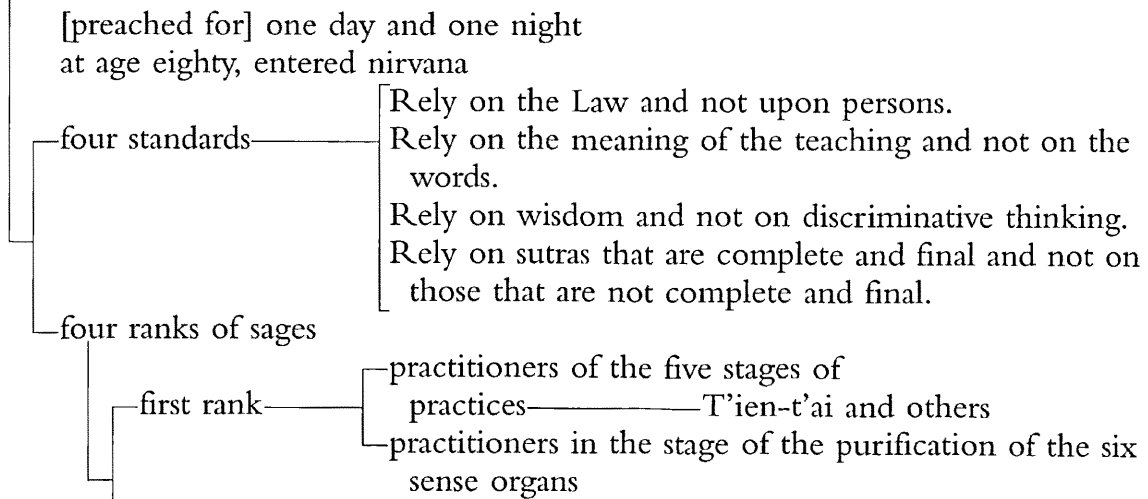 [preached for] one day and one night
at age eighty, entered nirvana
Rely on the Law and not upon persons.
four standards
Rely on the meaning of the teaching and not on the
words.
Rely on wisdom and not on discriminative thinking.
Rely on sutras that are complete and final and not on
those that are not complete and final.
four ranks of sages
practitioners of the five stages of
first rank
practices T’ien-t’ai and others
practitioners in the stage of the purification of the six
sense organs